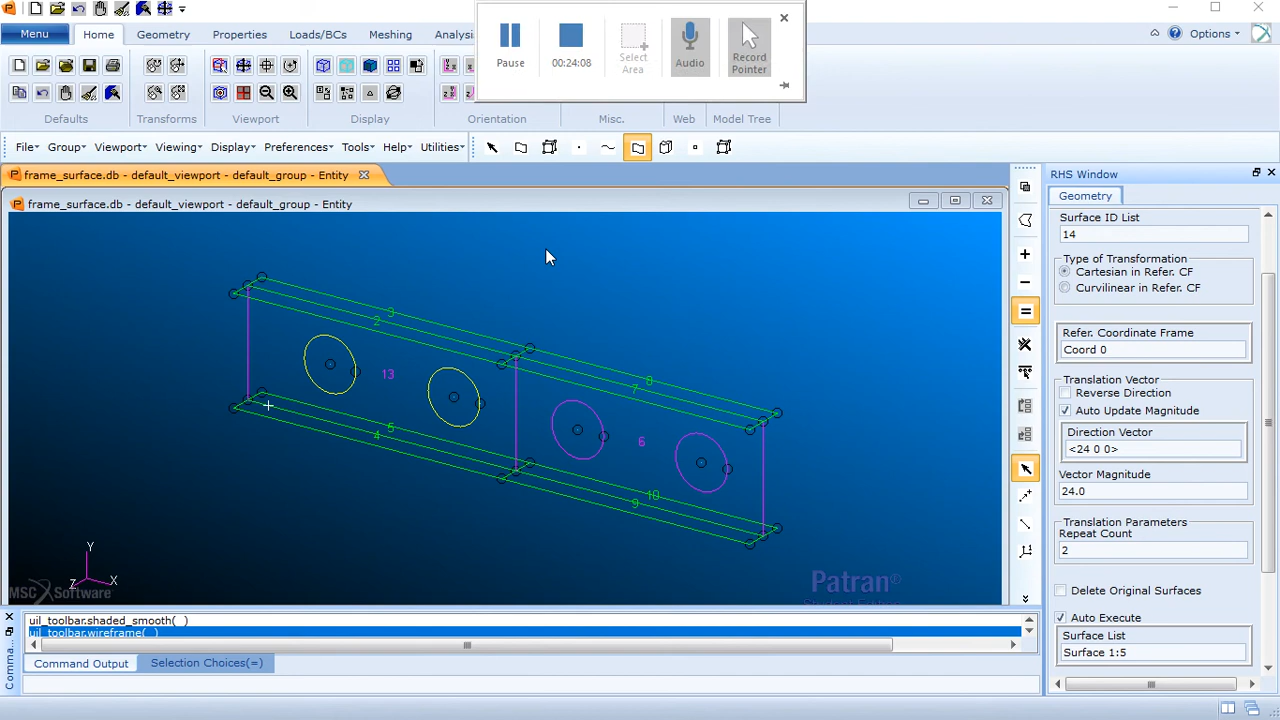 Pause
00:24:08
Select
Area
Audio
Record
Pointer
Menu
Home
Geometry
Properties
Loads/BCs
Meshing
Options
Defaults
Transforms
Viewport
Display
Orientation
Misc.
Web
Model Tree
File
Group
Viewport
Viewing
Display
Preferences
Tools
Help
Utilities
frame_surface.db - default_viewport - default_group - Entity
frame_surface.db - default_viewport - default_group - Entity
3
2
13
8
7
6
5
4
10
9
Y
X
Z
MSC Software
Patran®
RHS Window
Geometry
Surface ID List
14
Type of Transformation
Cartesian in Refer. CF
Curvilinear in Refer. CF
Refer. Coordinate Frame
Coord 0
Translation Vector
Reverse Direction
Auto Update Magnitude
Direction Vector
<24 0 0>
Vector Magnitude
24.0
Translation Parameters
Repeat Count
2
Delete Original Surfaces
Auto Execute
Surface List
Surface 1:5
uil_toolbar.shaded_smooth( )
uil_toolbar.wireframe( )
Command Output
Selection Choices(=)
Comma...